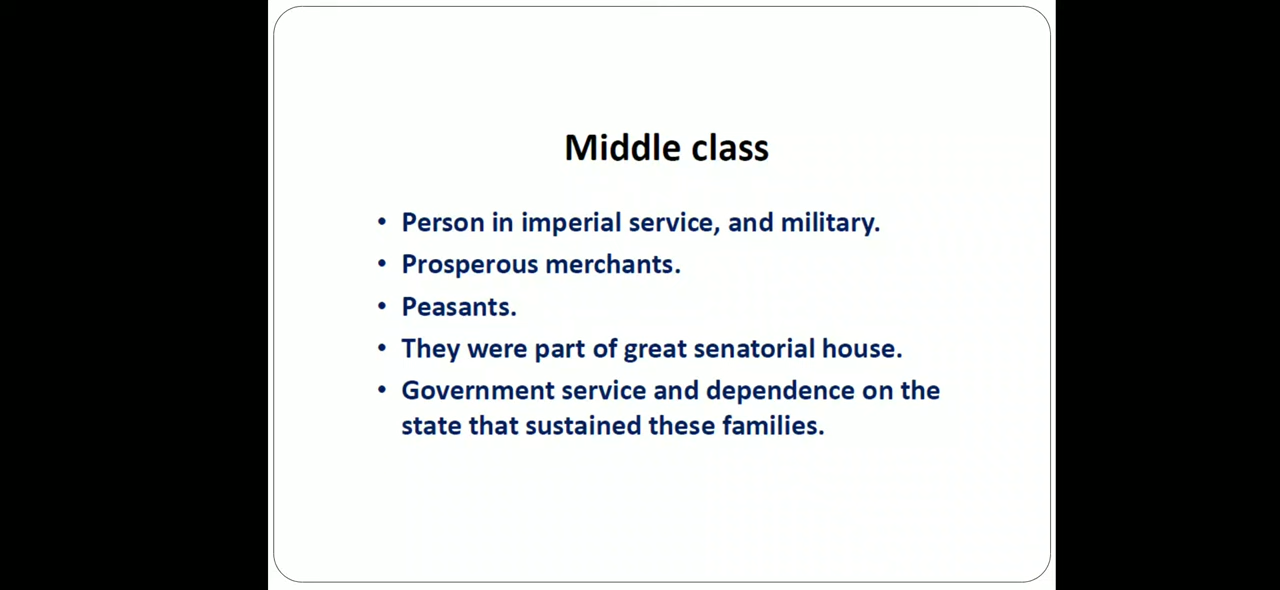 Middle class
• Person in imperial service, and military.
• Prosperous merchants.
• Peasants.
• They were part of great senatorial house.
• Government service and dependence on the
state that sustained these families.